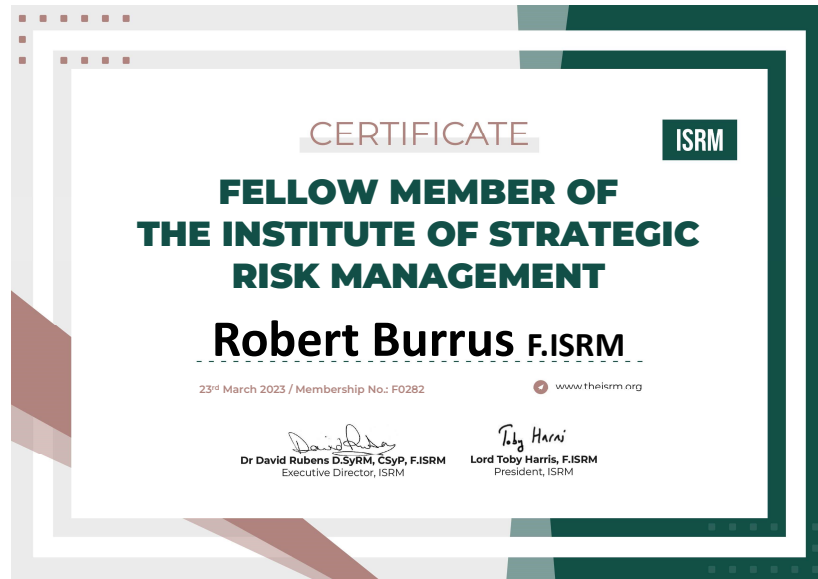 CERTIFICATE
ISRM
FELLOW MEMBER OF
THE INSTITUTE OF STRATEGIC
RISK MANAGEMENT
Robert Burrus F.ISRM
23rd March 2023 / Membership No.: F0282
www.theisrm.org
David Rubens
Toby Harris
Dr David Rubens D.SyRM, CSyP, F.ISRM
Executive Director, ISRM
Lord Toby Harris, F.ISRM
President, ISRM